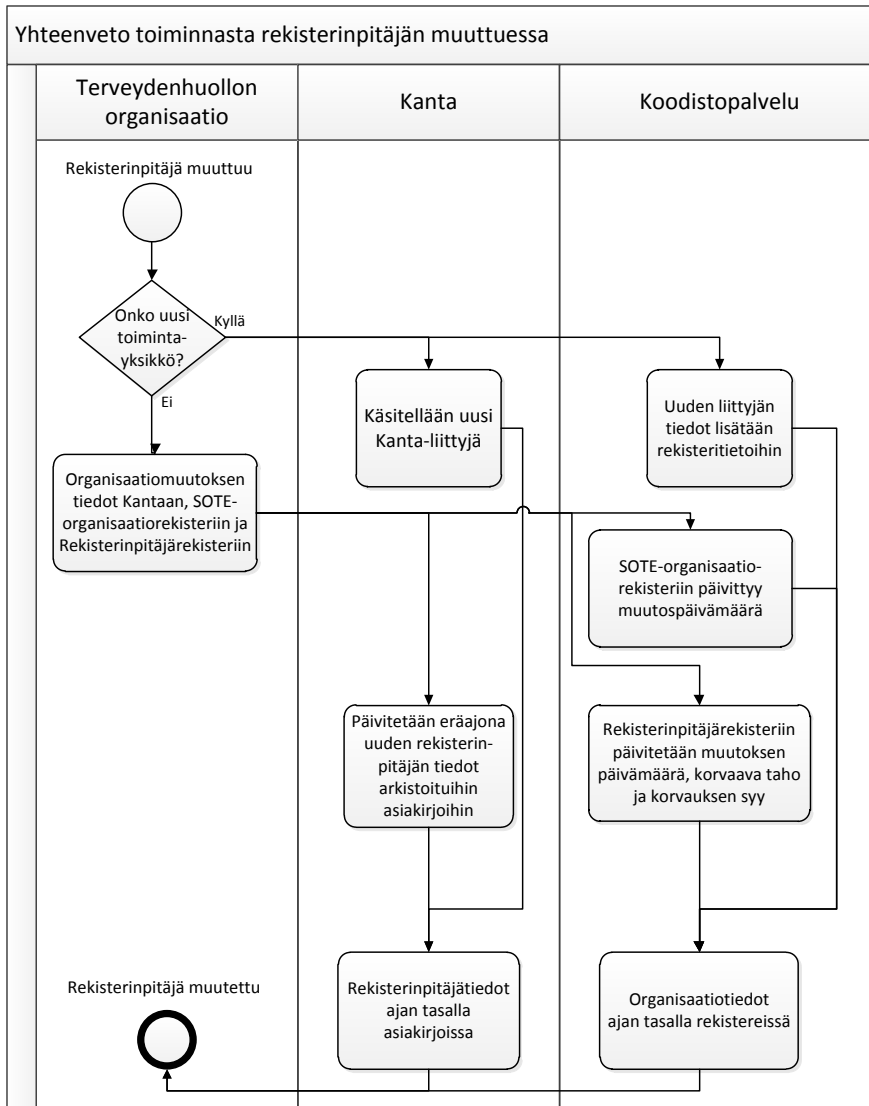 Yhteenveto toiminnasta rekisterinpitäjän muuttuessa
Terveydenhuollon
organisaatio
Kanta
Koodistopalvelu
Rekisterinpitäjä muuttuu
Onko uusi
toiminta-
yksikkö?
Kyllä
Ei
Käsitellään uusi
Kanta-liittyjä
Uuden liittyjän
tiedot lisätään
rekisteritietoihin
Organisaatiomuutoksen
tiedot Kantaan, SOTE-
organisaatiorekisteriin ja
Rekisterinpitäjärekisteriin
SOTE-organisaatio-
rekisteriin päivittyy
muutospäivämäärä
Päivitetään eräajona
uuden rekisterin-
pitäjän tiedot
arkistoituihin
asiakirjoihin
Rekisterinpitäjärekisteriin
päivitetään muutoksen
päivämäärä, korvaava taho
ja korvauksen syy
Rekisterinpitäjä muutettu
Rekisterinpitäjätiedot
ajan tasalla
asiakirjoissa
Organisaatiotiedot
ajan tasalla rekistereissä